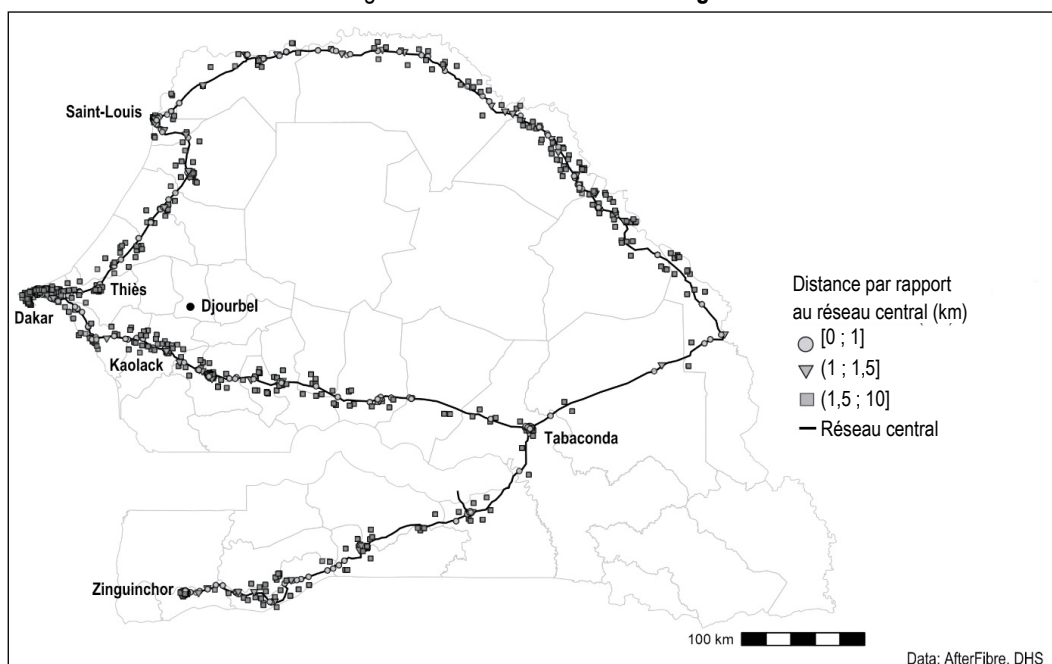 Saint-Louis
Thiès
Dakar
Djourbel
Kaolack
Tabaconda
Zinguinchor
Distance par rapport
au réseau central (km)
[0 ; 1]
(1 ; 1,5]
(1,5 ; 10]
Réseau central
100 km
Data: AfterFibre, DHS